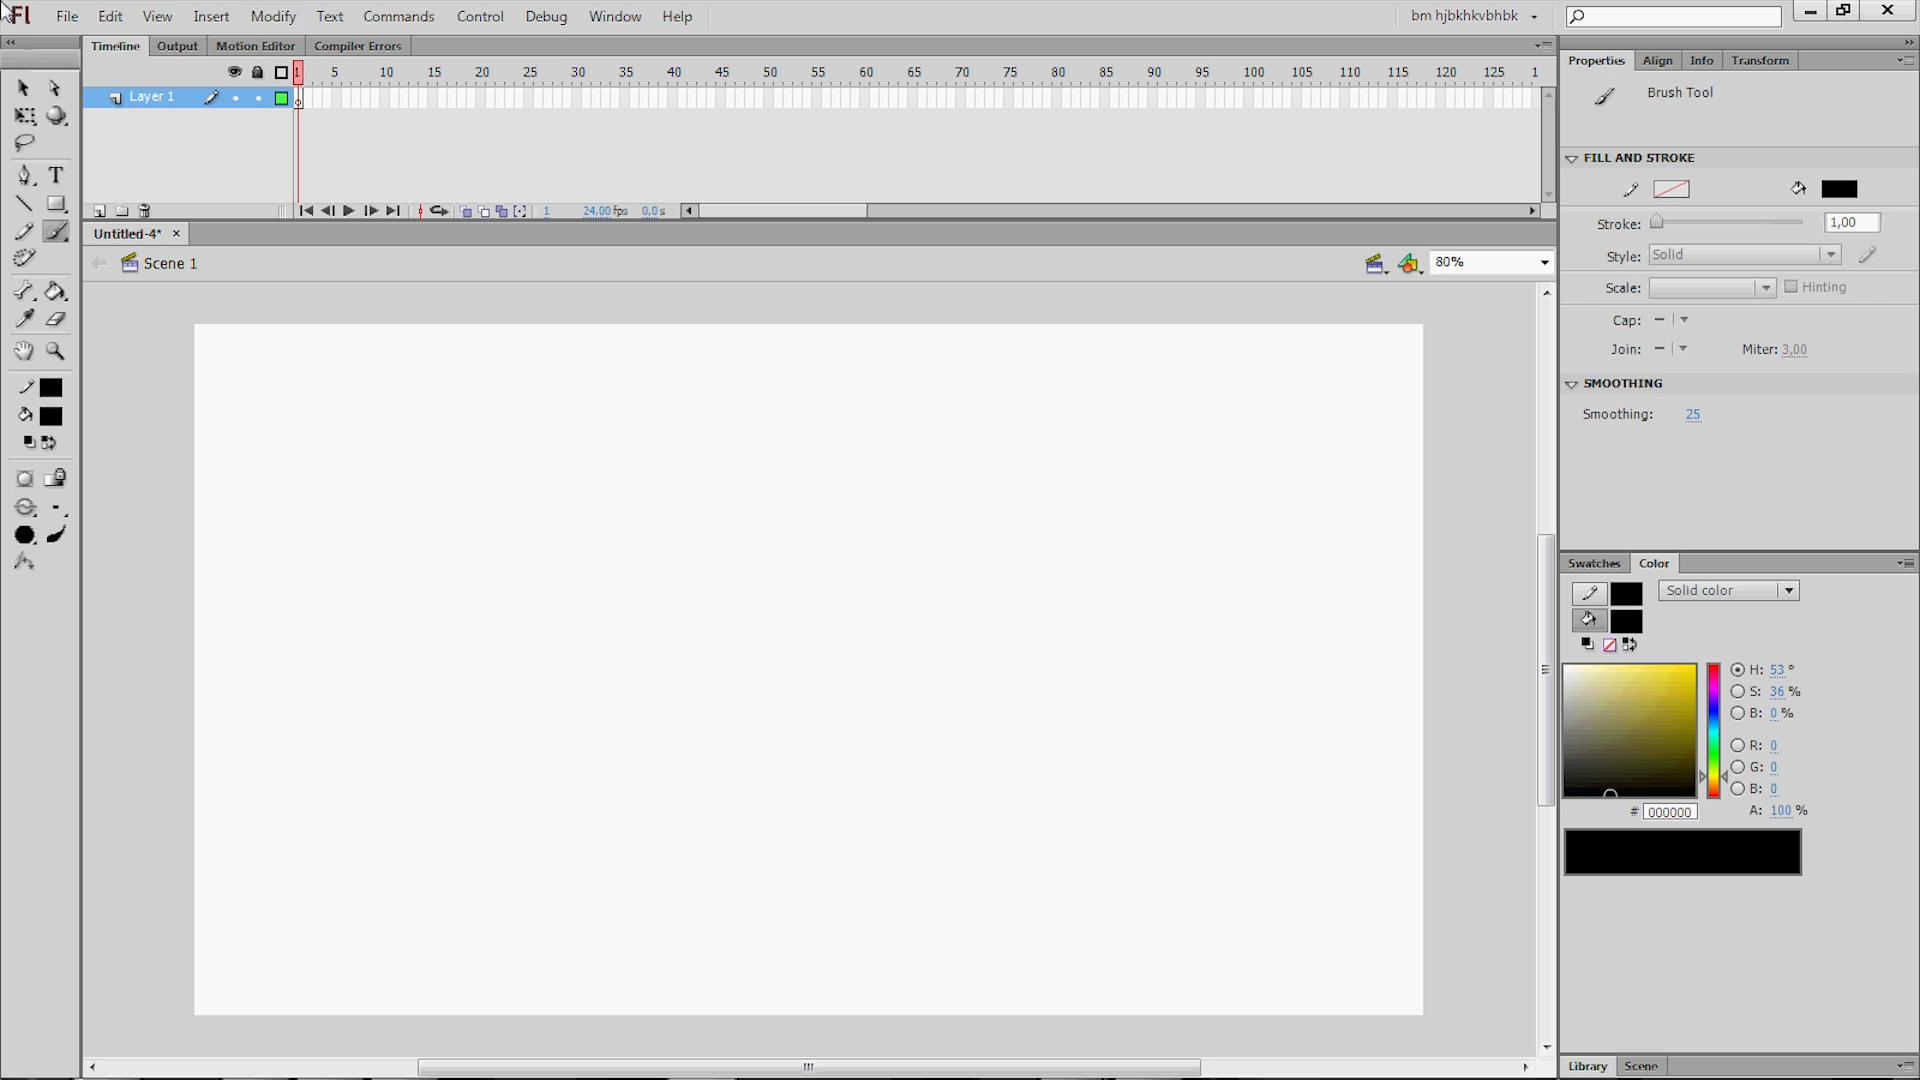 Fl File Edit View Insert Modify Text Commands Control Debug Window Help bm hjbkhkvbhbk
Timeline Output Motion Editor Compiler Errors
1 5 10 15 20 25 30 35 40 45 50 55 60 65 70 75 80 85 90 95 100 105 110 115 120 125 1
Layer 1
1 24,00 fps 0,0 s
Untitled-4* ×
Scene 1 80%
Properties Align Info Transform
Brush Tool
FILL AND STROKE
Stroke: 1,00
Style: Solid
Scale: Hinting
Cap:
Join: Miter: 3,00
SMOOTHING
Smoothing: 25
Swatches Color
Solid color
H: 53 °
S: 36 %
B: 0 %
R: 0
G: 0
B: 0
# 000000 A: 100 %
Library Scene
T